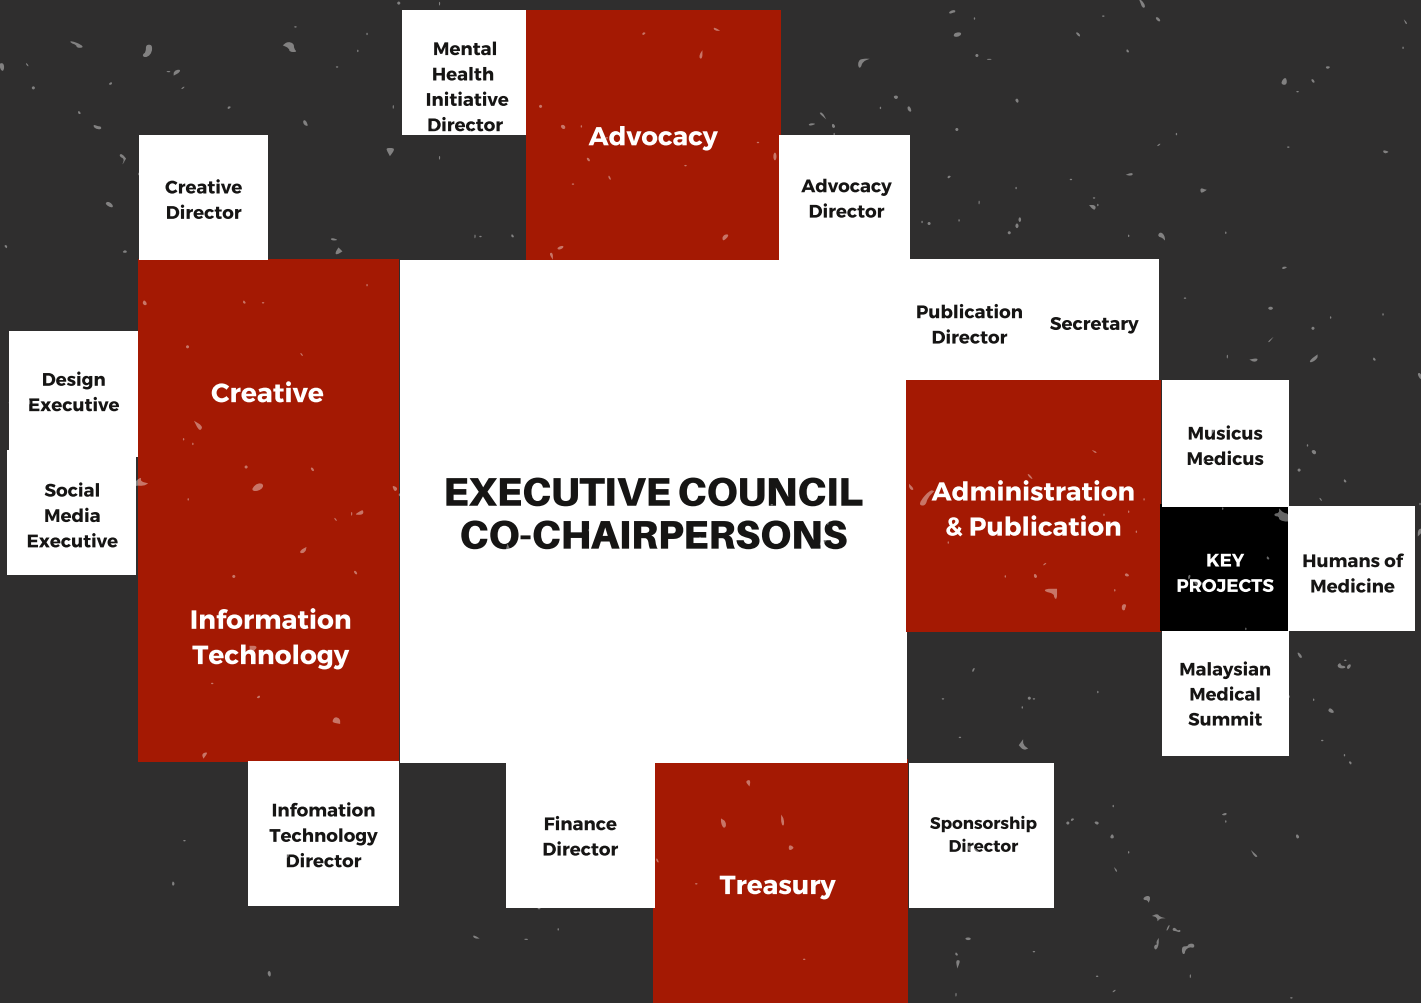 Mental
Health
Initiative
Director
Advocacy
Creative
Director
Advocacy
Director
Publication
Director
Secretary
Design
Executive
Creative
Musicus
Medicus
Social
Media
Executive
EXECUTIVE COUNCIL
CO-CHAIRPERSONS
Administration
& Publication
KEY
PROJECTS
Humans of
Medicine
Information
Technology
Malaysian
Medical
Summit
Infomation
Technology
Director
Finance
Director
Treasury
Sponsorship
Director